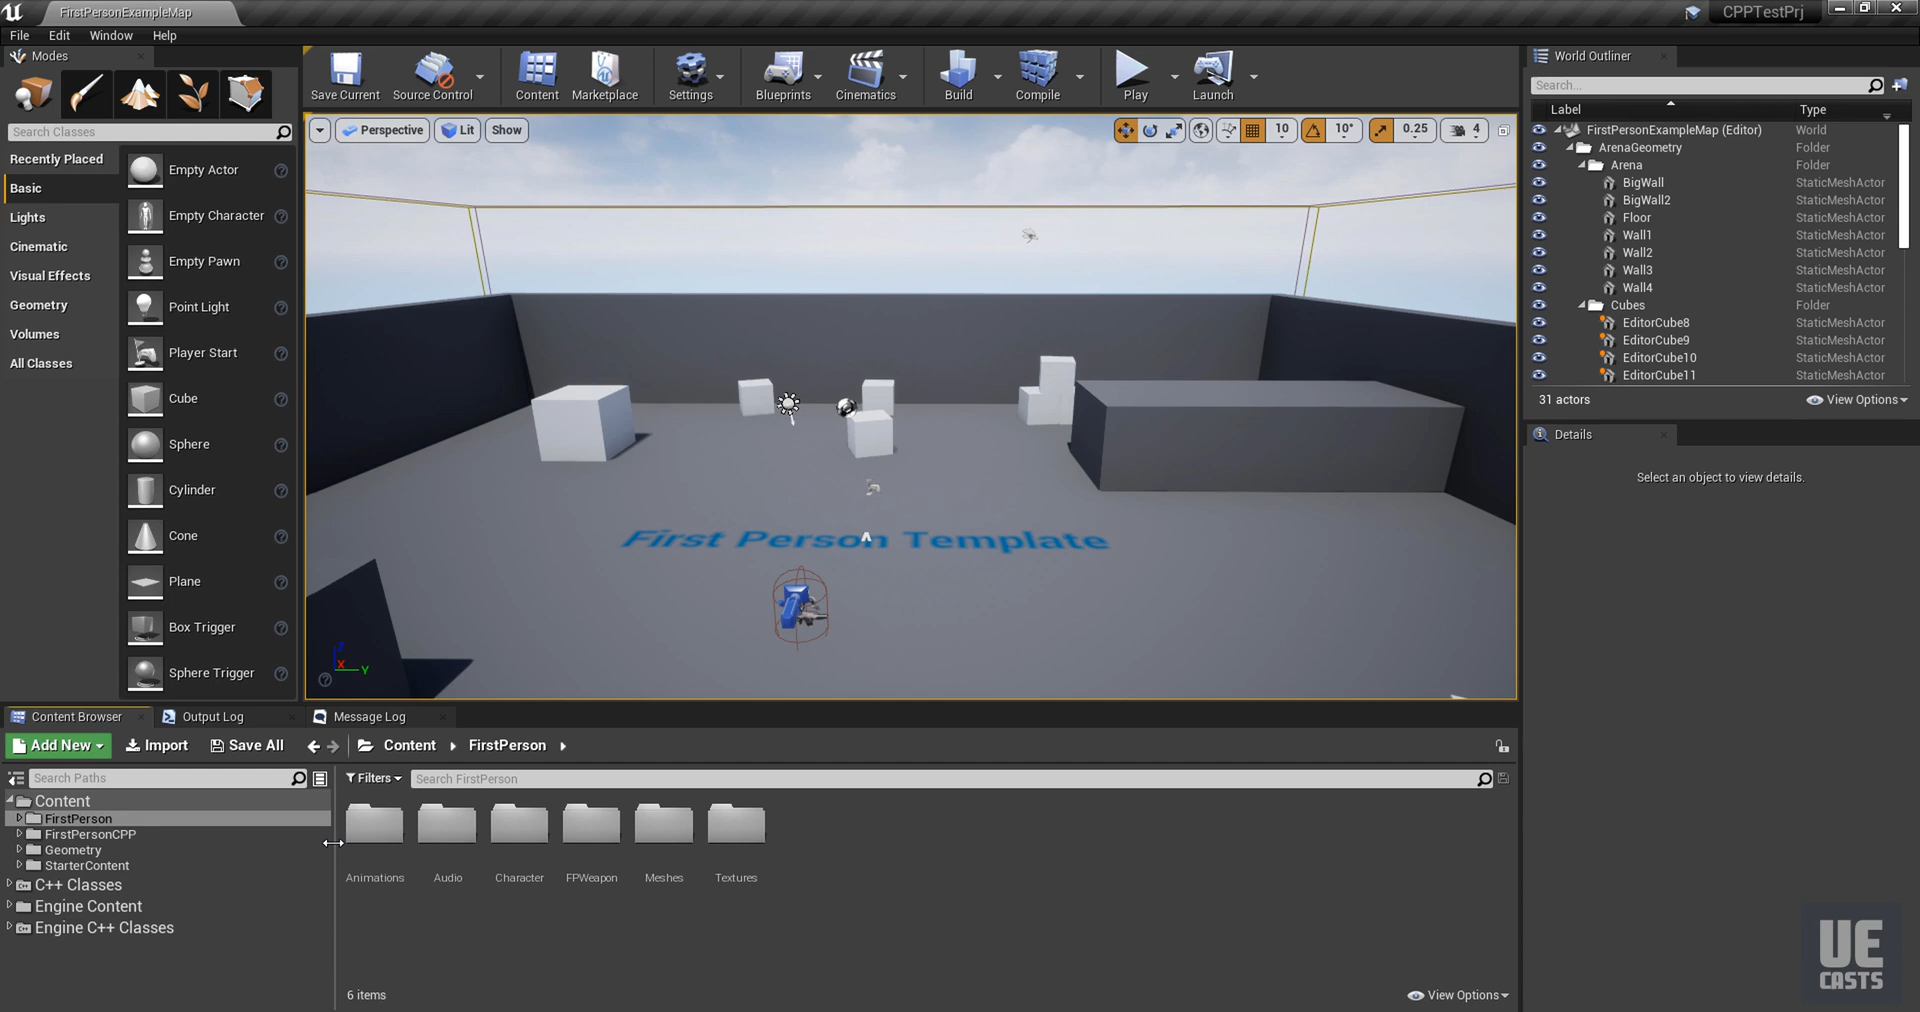 FirstPersonExampleMap
CPPTestPrj
File Edit Window Help
Modes
Search Classes
Recently Placed
Basic
Lights
Cinematic
Visual Effects
Geometry
Volumes
All Classes
Empty Actor
Empty Character
Empty Pawn
Point Light
Player Start
Cube
Sphere
Cylinder
Cone
Plane
Box Trigger
Sphere Trigger
Save Current Source Control Content Marketplace Settings Blueprints Cinematics Build Compile Play Launch
Perspective Lit Show
10 10° 0.25 4
First Person Template
Z
X
Y
World Outliner
Search...
Label Type
FirstPersonExampleMap (Editor) World
ArenaGeometry Folder
Arena Folder
BigWall StaticMeshActor
BigWall2 StaticMeshActor
Floor StaticMeshActor
Wall1 StaticMeshActor
Wall2 StaticMeshActor
Wall3 StaticMeshActor
Wall4 StaticMeshActor
Cubes Folder
EditorCube8 StaticMeshActor
EditorCube9 StaticMeshActor
EditorCube10 StaticMeshActor
EditorCube11 StaticMeshActor
31 actors View Options
Details
Select an object to view details.
Content Browser Output Log Message Log
Add New Import Save All Content FirstPerson
Search Paths
Filters Search FirstPerson
Content
FirstPerson
FirstPersonCPP
Geometry
StarterContent
C++ Classes
Engine Content
Engine C++ Classes
Animations Audio Character FPWeapon Meshes Textures
6 items View Options
UE
CASTS